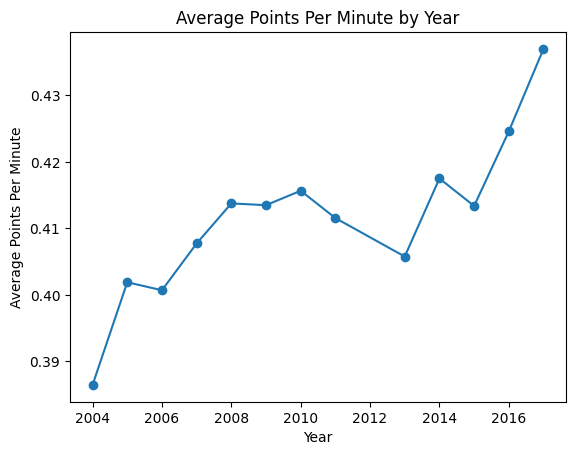 Average Points Per Minute by Year
Average Points Per Minute
0.43
0.42
0.41
0.40
0.39
2004 2006 2008 2010 2012 2014 2016
Year